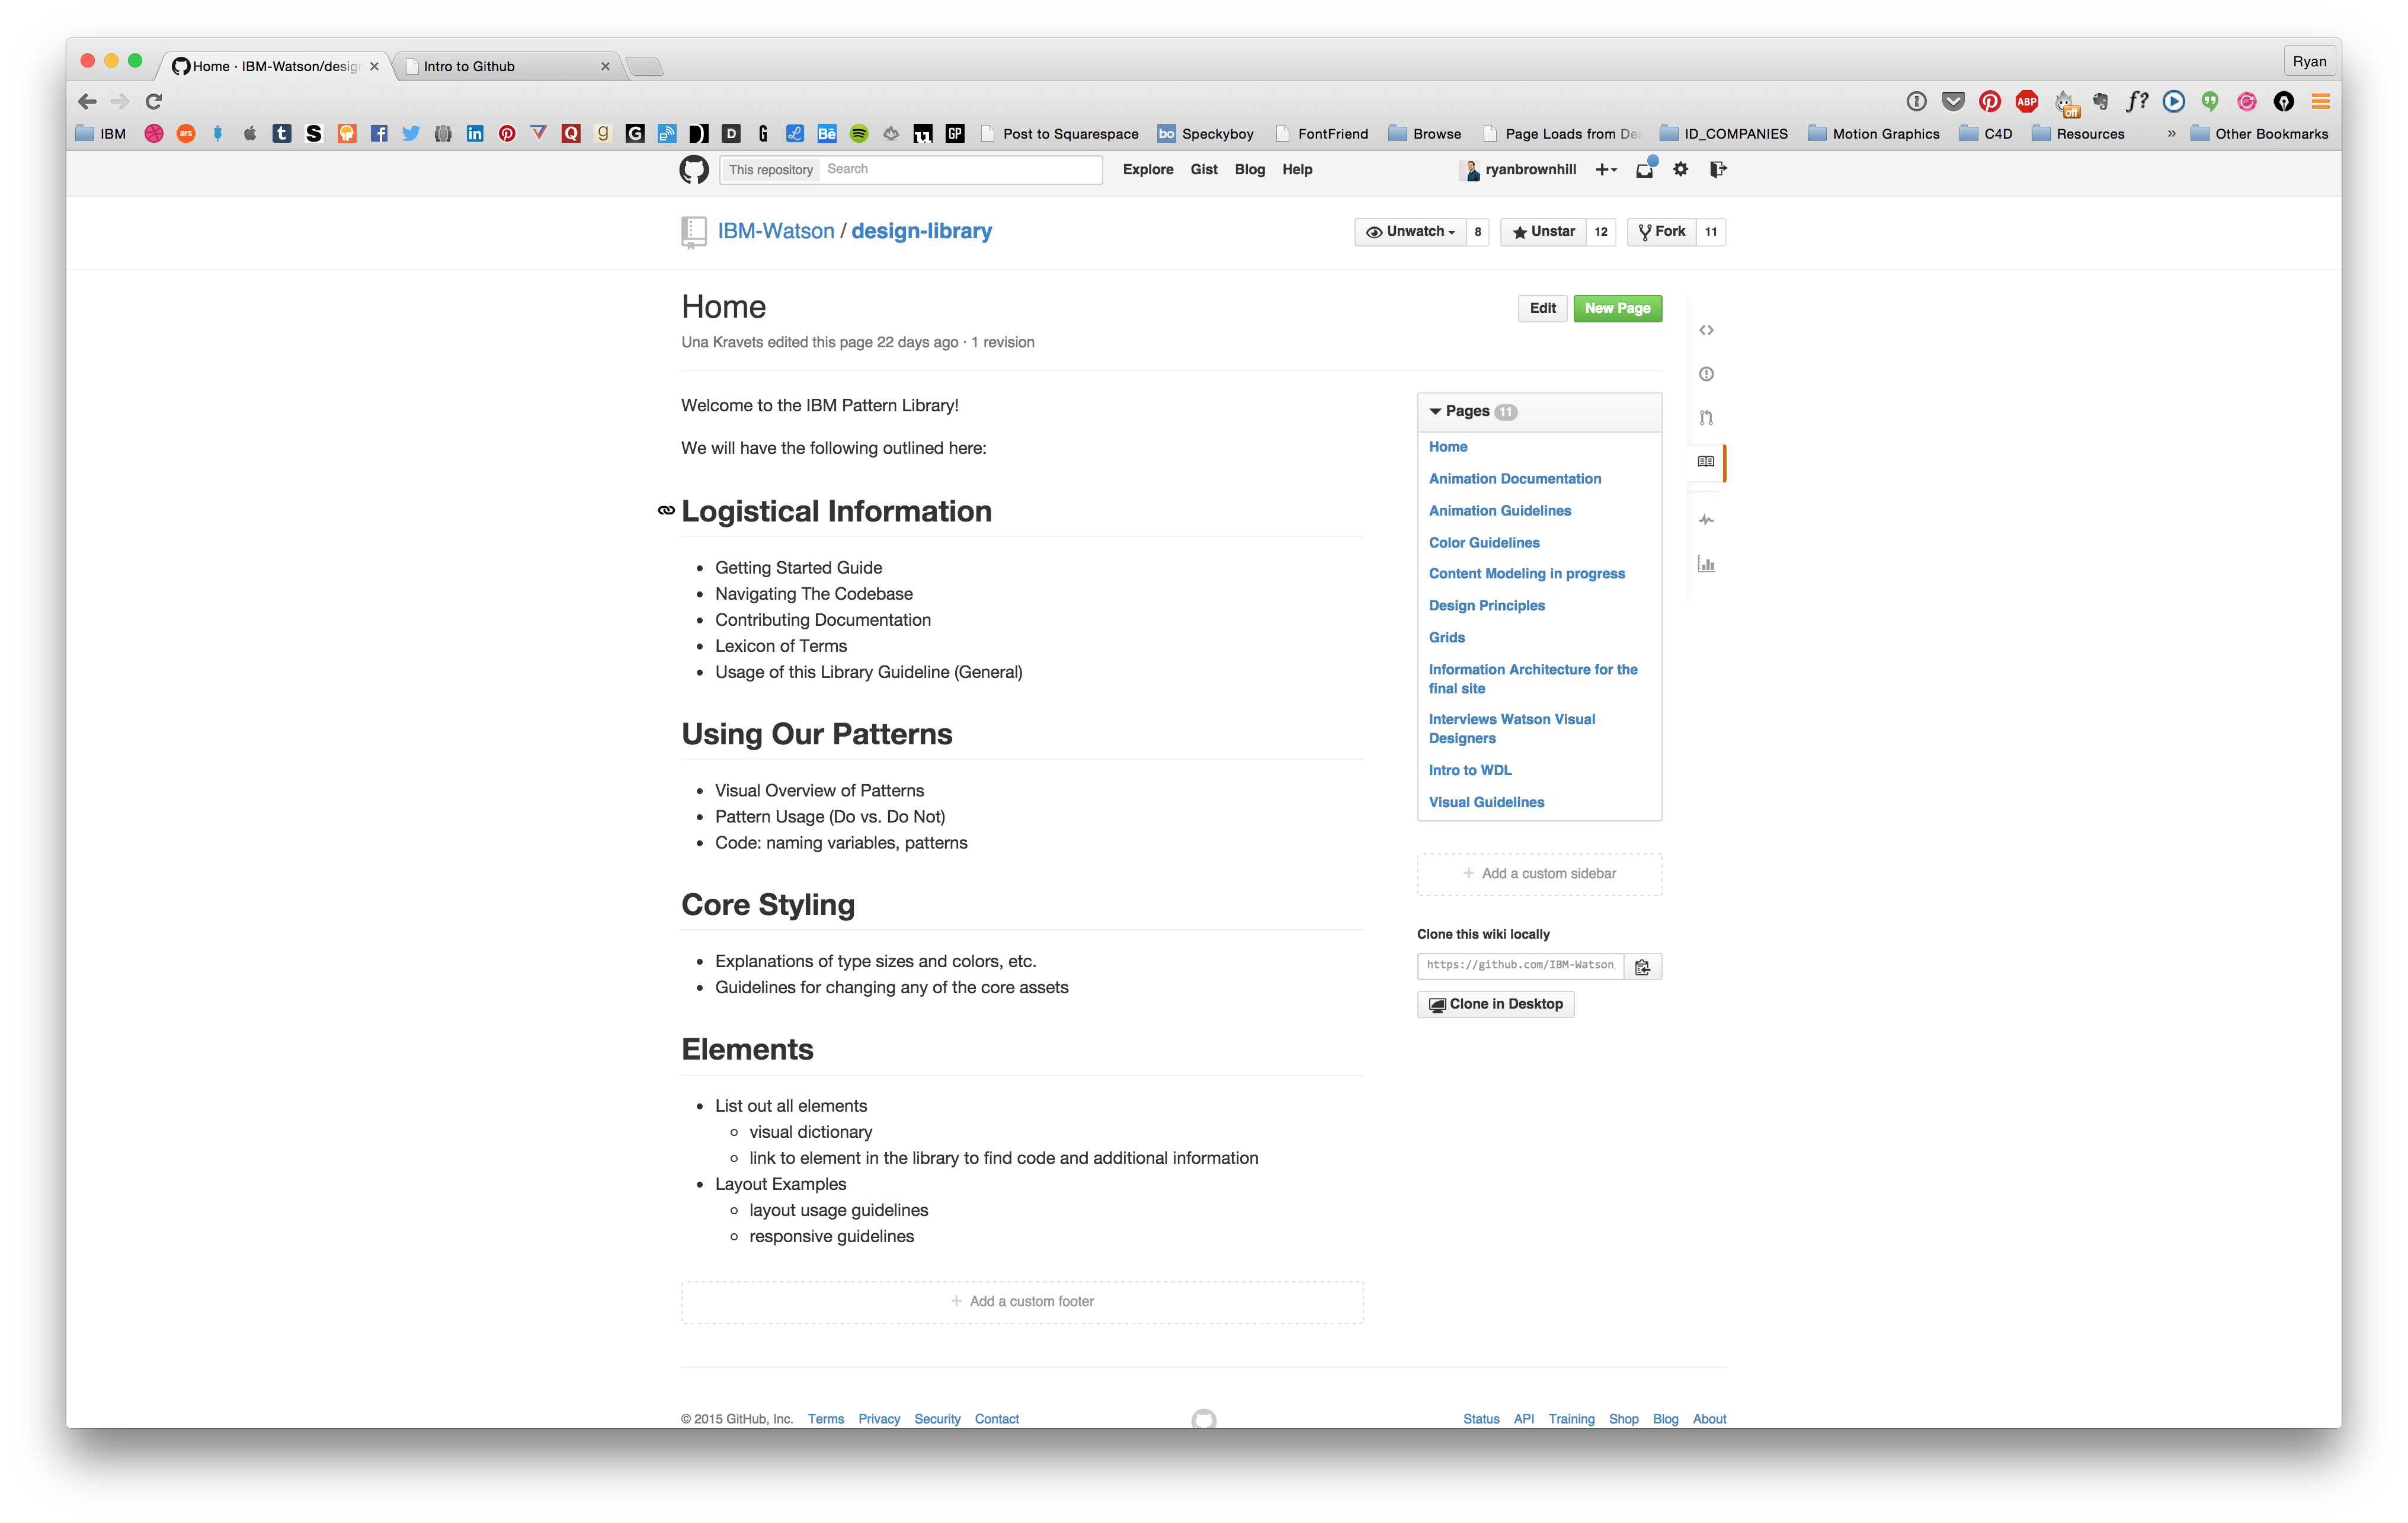 Home · IBM-Watson/desig
Intro to Github
Ryan
ABP
off
f?
IBM
ars
t
S
f
in
Q
g
G
D
D
G
Bē
GP
Post to Squarespace
bo Speckyboy
FontFriend
Browse
Page Loads from Des
ID_COMPANIES
Motion Graphics
C4D
Resources
»
Other Bookmarks
This repository Search
Explore Gist Blog Help
ryanbrownhill
IBM-Watson / design-library
Unwatch 8
Unstar 12
Fork 11
Home
Edit
New Page
Una Kravets edited this page 22 days ago · 1 revision
Welcome to the IBM Pattern Library!
We will have the following outlined here:
Logistical Information
• Getting Started Guide
• Navigating The Codebase
• Contributing Documentation
• Lexicon of Terms
• Usage of this Library Guideline (General)
Using Our Patterns
• Visual Overview of Patterns
• Pattern Usage (Do vs. Do Not)
• Code: naming variables, patterns
Core Styling
• Explanations of type sizes and colors, etc.
• Guidelines for changing any of the core assets
Elements
• List out all elements
◦ visual dictionary
◦ link to element in the library to find code and additional information
• Layout Examples
◦ layout usage guidelines
◦ responsive guidelines
+ Add a custom footer
Pages 11
Home
Animation Documentation
Animation Guidelines
Color Guidelines
Content Modeling in progress
Design Principles
Grids
Information Architecture for the
final site
Interviews Watson Visual
Designers
Intro to WDL
Visual Guidelines
+ Add a custom sidebar
Clone this wiki locally
https://github.com/IBM-Watson
Clone in Desktop
© 2015 GitHub, Inc. Terms Privacy Security Contact
Status API Training Shop Blog About